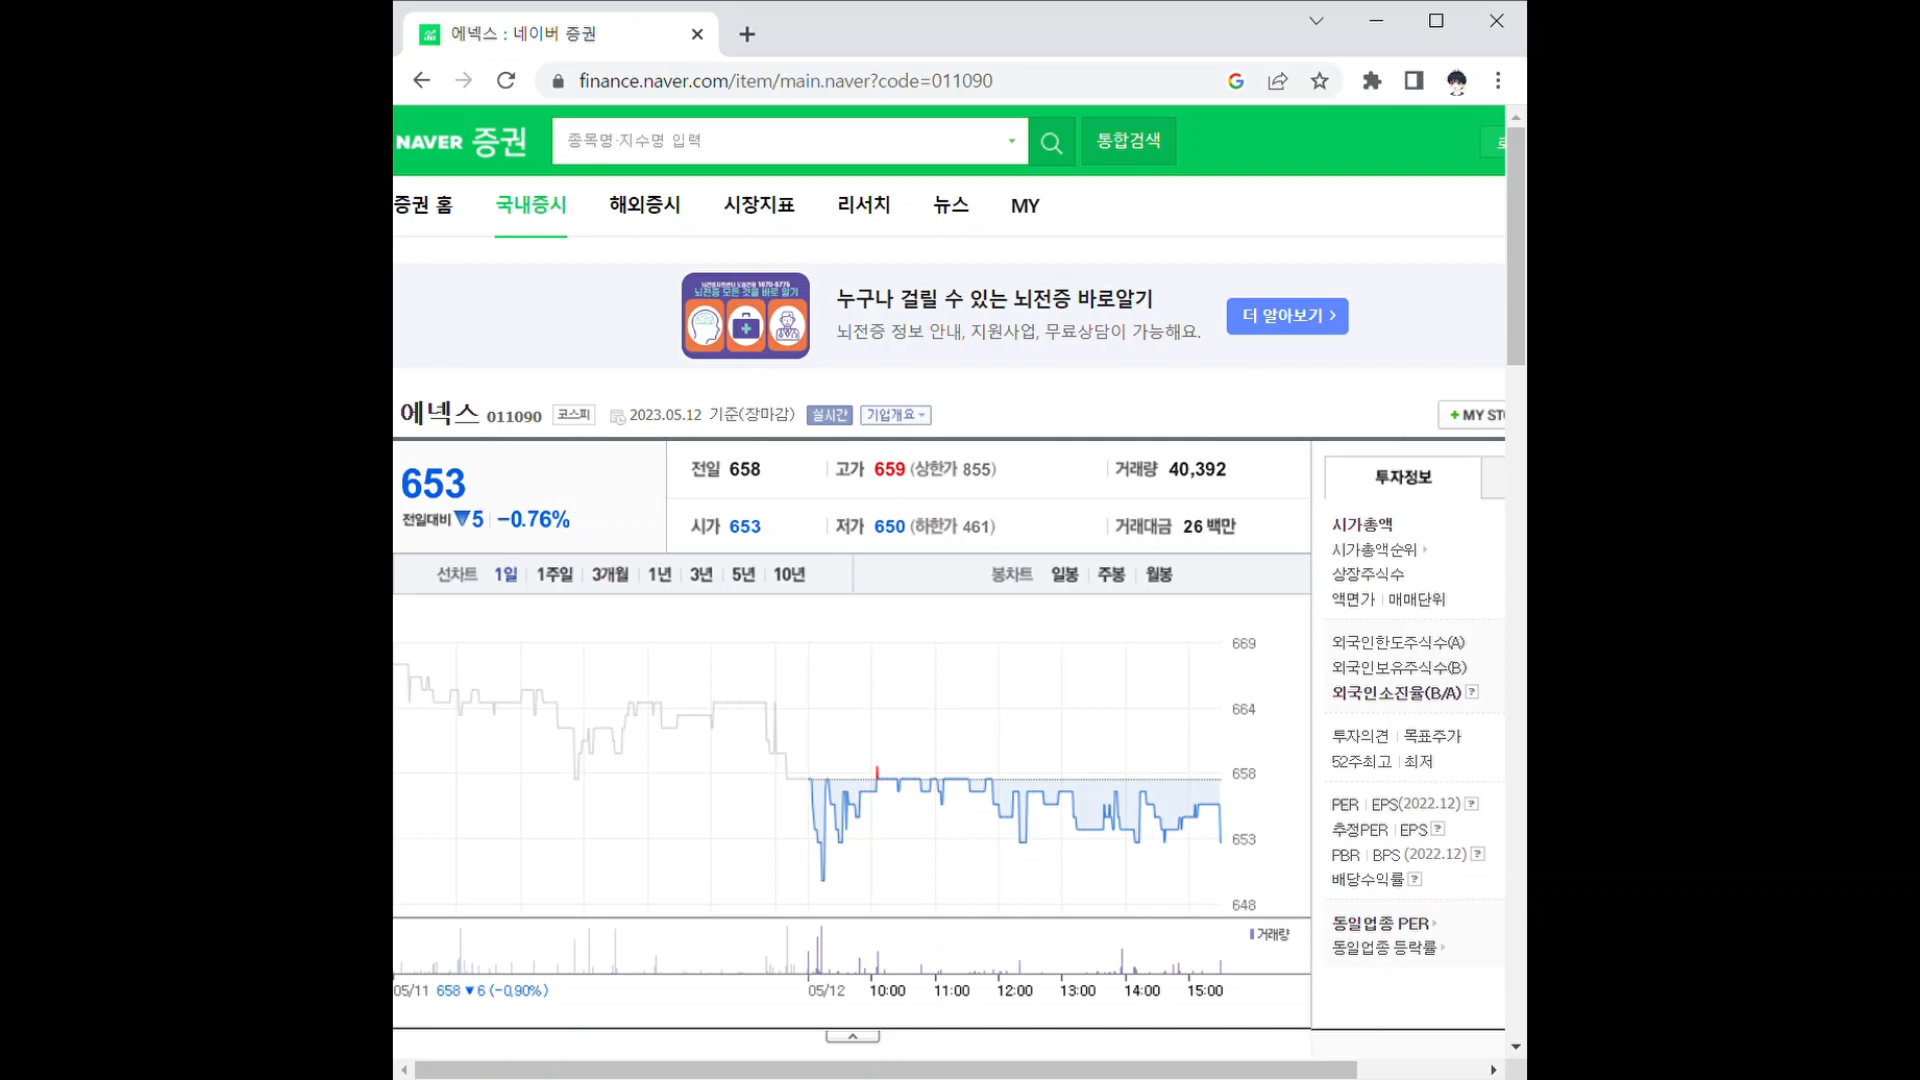 에넥스 : 네이버 증권
finance.naver.com/item/main.naver?code=011090
NAVER 증권
종목명·지수명 입력
통합검색
증권 홈 국내증시 해외증시 시장지표 리서치 뉴스 MY
뇌전증 모든 것을 바로 알기
누구나 걸릴 수 있는 뇌전증 바로알기
뇌전증 정보 안내, 지원사업, 무료상담이 가능해요.
더 알아보기
에넥스 011090 코스피 2023.05.12 기준(장마감) 실시간 기업개요
+ MY
653
전일대비 ▼5 -0.76%
전일 658 고가 659 (상한가 855) 거래량 40,392
시가 653 저가 650 (하한가 461) 거래대금 26 백만
선차트 1일 1주일 3개월 1년 3년 5년 10년
봉차트 일봉 주봉 월봉
669
664
658
653
648
거래량
05/11 658 ▼ 6 (-0.90%)
05/12 10:00 11:00 12:00 13:00 14:00 15:00
투자정보
시가총액
시가총액순위
상장주식수
액면가 매매단위
외국인한도주식수(A)
외국인보유주식수(B)
외국인소진율(B/A) ?
투자의견 목표주가
52주최고 최저
PER EPS(2022.12) ?
추정PER EPS ?
PBR BPS (2022.12) ?
배당수익률 ?
동일업종 PER
동일업종 등락률